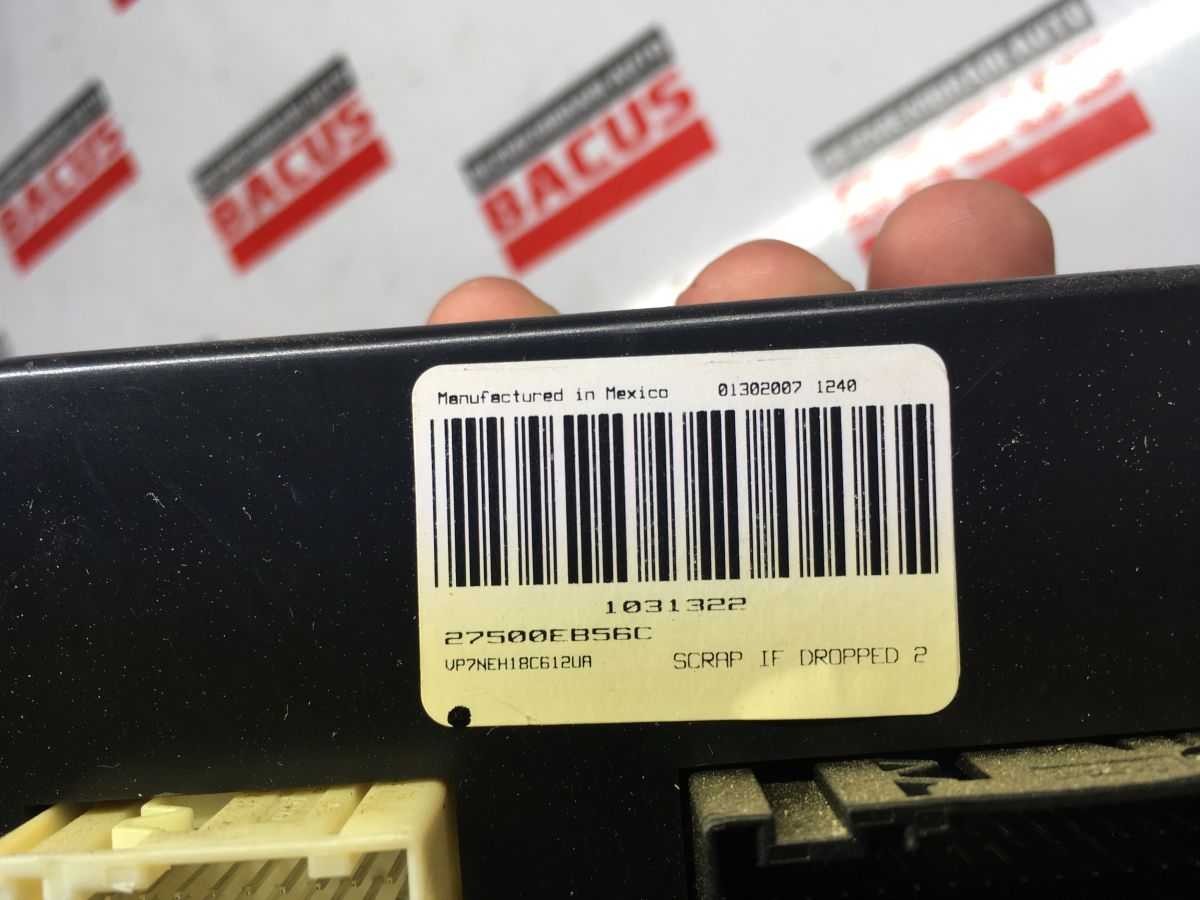 BACUS
BACUS
BACUS
BACUS
Manufactured in Mexico 01302007 1240
1031322
27500EB56C
VP7NEH18C612UA SCRAP IF DROPPED 2